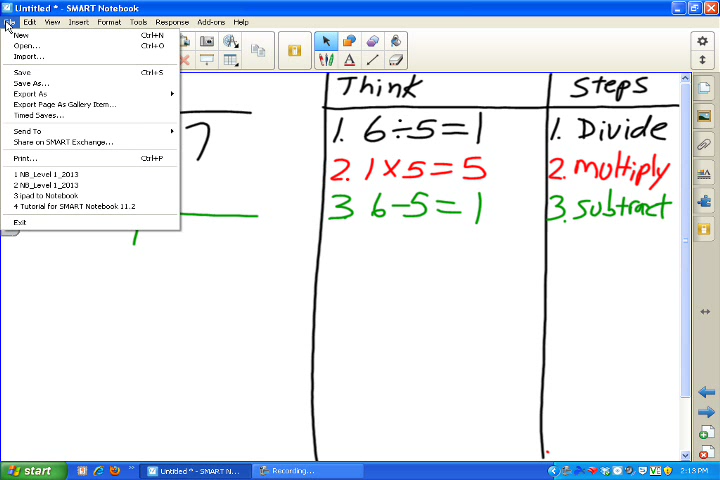 Untitled * - SMART Notebook
File Edit View Insert Format Tools Response Add-ons Help
New Ctrl+N
Open... Ctrl+O
Import...
Save Ctrl+S
Save As...
Export As
Export Page As Gallery Item...
Timed Saves...
Send To
Share on SMART Exchange...
Print... Ctrl+P
1 NB_Level 1_2013
2 NB_Level 1_2013
3 ipad to Notebook
4 Tutorial for SMART Notebook 11.2
Exit
7
1
Think Steps
1. 6÷5=1 1. Divide
2. 1×5=5 2. multiply
3. 6-5=1 3. subtract
start
Untitled * - SMART N...
Recording...
2:13 PM